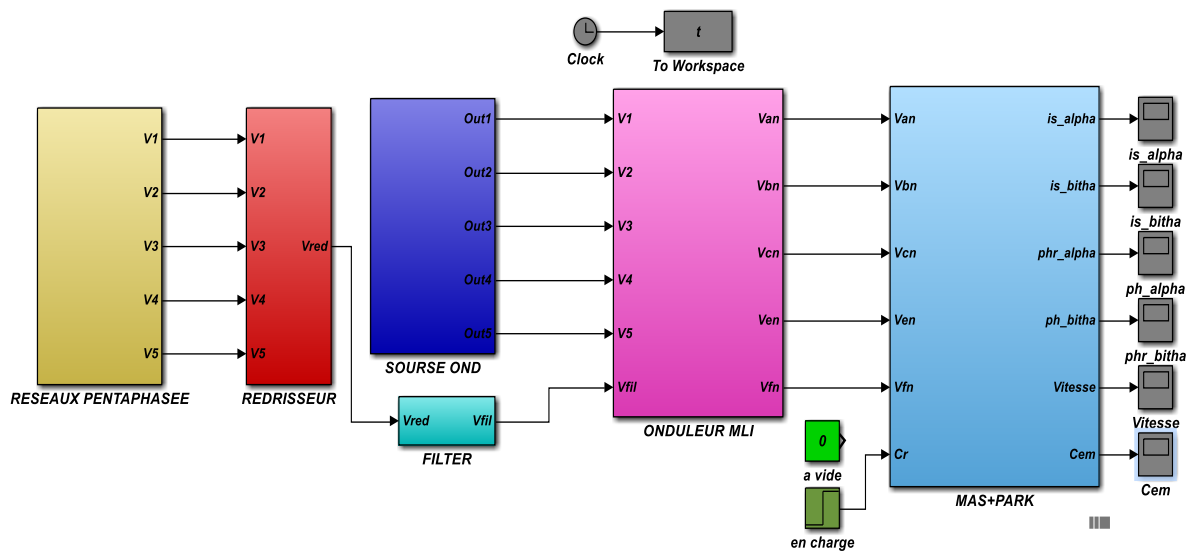 t
Clock
To Workspace
V1
V2
V3
V4
V5
RESEAUX PENTAPHASEE
V1
V2
V3
V4
V5
Vred
REDRISSEUR
Out1
Out2
Out3
Out4
Out5
SOURSE OND
Vred
Vfil
FILTER
V1
V2
V3
V4
V5
Vfil
Van
Vbn
Vcn
Ven
Vfn
ONDULEUR MLI
0
a vide
en charge
Van
Vbn
Vcn
Ven
Vfn
Cr
is_alpha
is_bitha
phr_alpha
ph_bitha
Vitesse
Cem
MAS+PARK
is_alpha
is_bitha
ph_alpha
phr_bitha
Vitesse
Cem